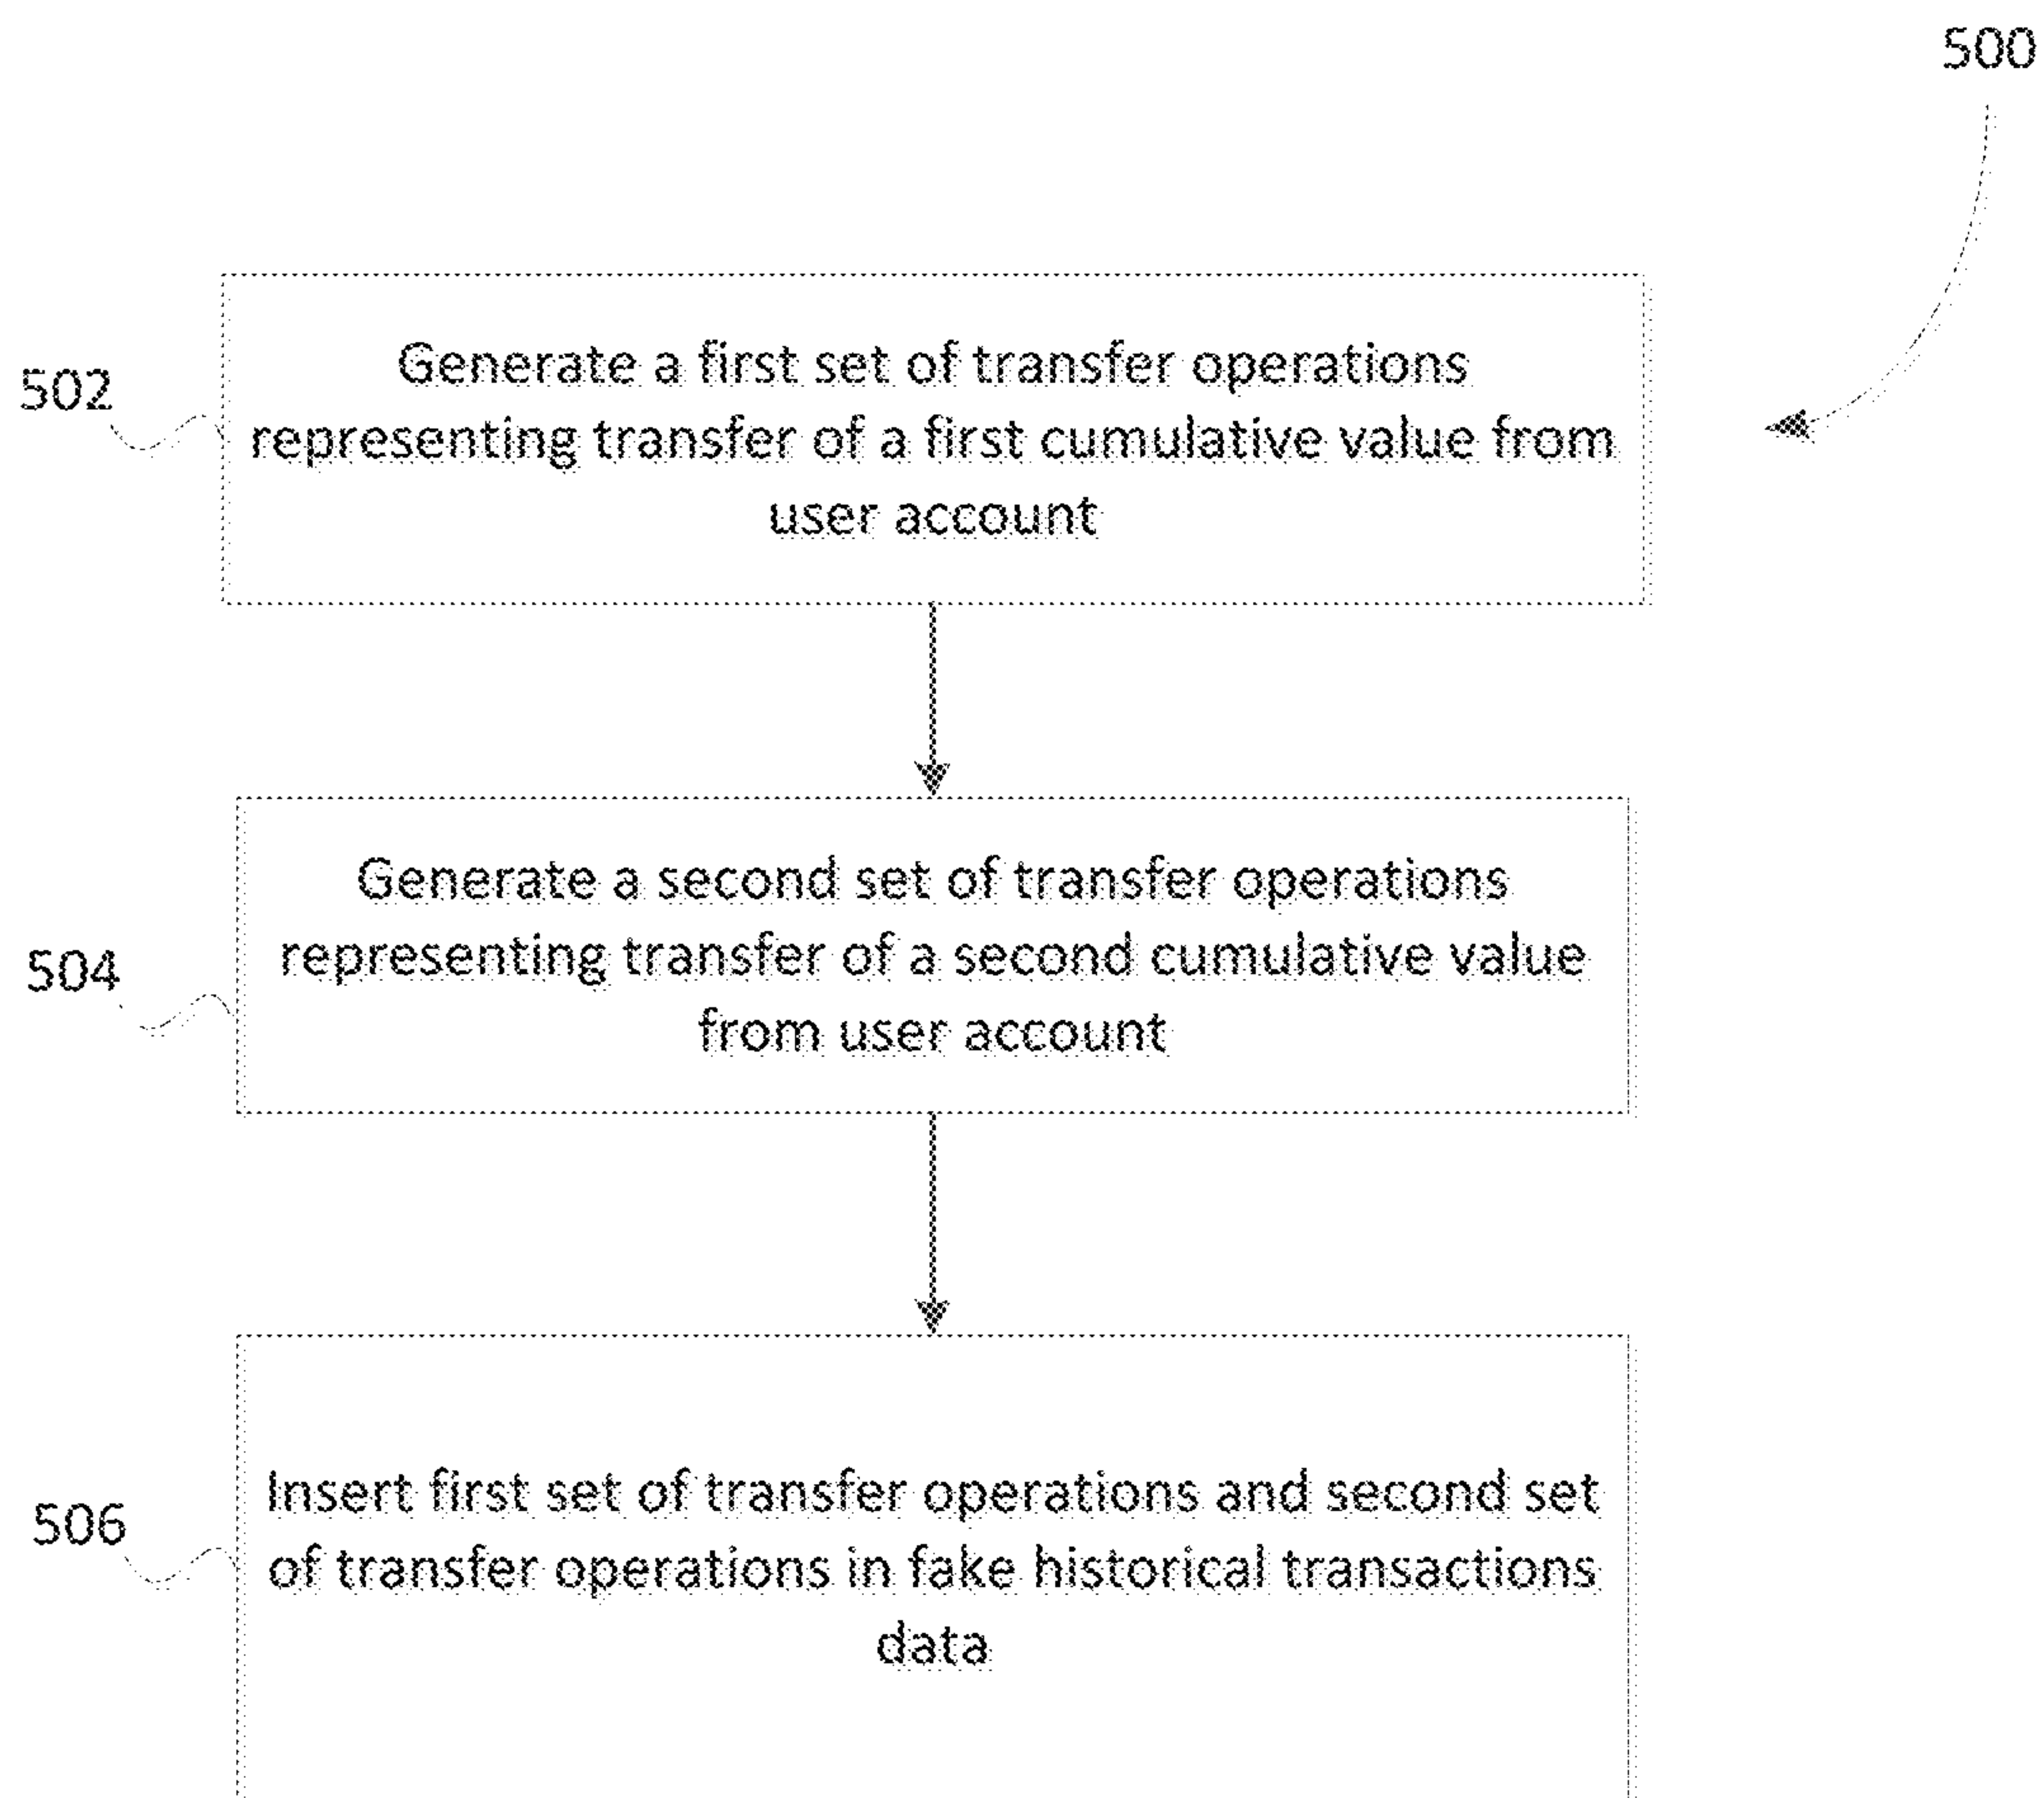 500
502
Generate a first set of transfer operations
representing transfer of a first cumulative value from
user account
504
Generate a second set of transfer operations
representing transfer of a second cumulative value
from user account
506
Insert first set of transfer operations and second set
of transfer operations in fake historical transactions
data